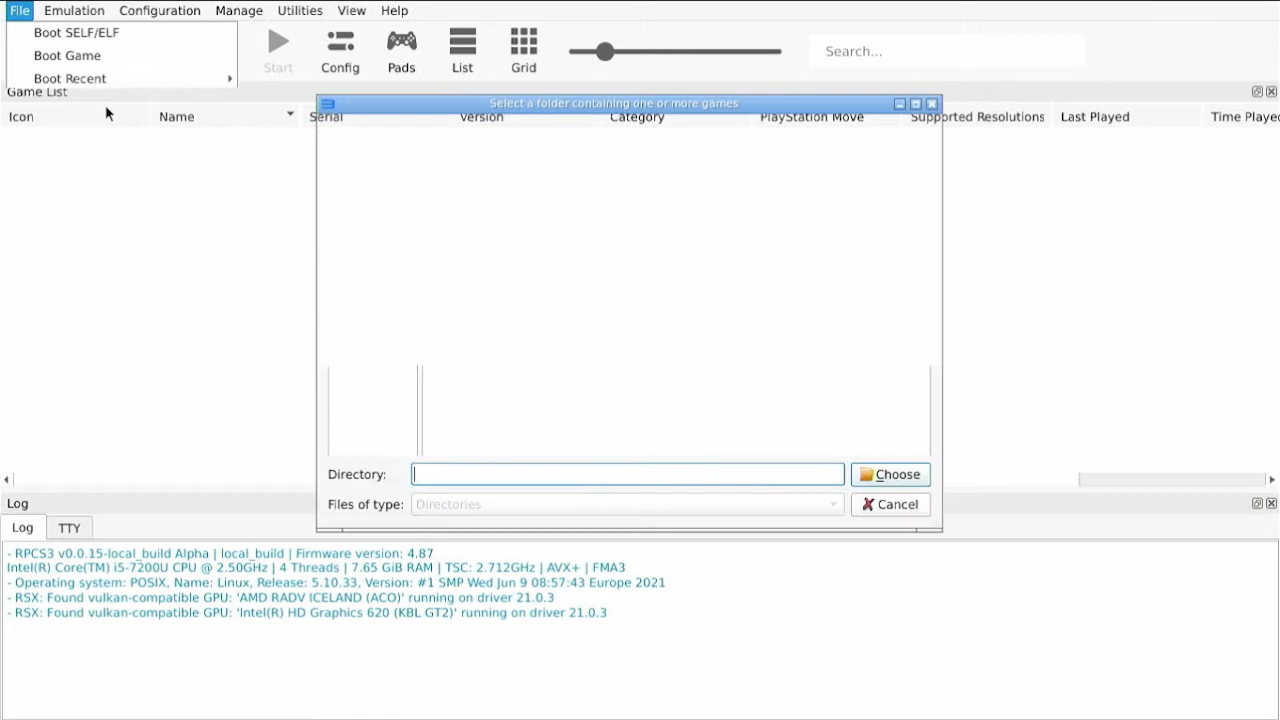 File Emulation Configuration Manage Utilities View Help
Boot SELF/ELF
Boot Game
Boot Recent
Start Config Pads List Grid
Search...
Game List
Select a folder containing one or more games
Icon Name Serial Version Category PlayStation Move Supported Resolutions Last Played Time Playe
Directory:
Choose
Files of type: Directories
Cancel
Log
Log TTY
- RPCS3 v0.0.15-local_build Alpha | local_build | Firmware version: 4.87
Intel(R) Core(TM) i5-7200U CPU @ 2.50GHz | 4 Threads | 7.65 GiB RAM | TSC: 2.712GHz | AVX+ | FMA3
- Operating system: POSIX, Name: Linux, Release: 5.10.33, Version: #1 SMP Wed Jun 9 08:57:43 Europe 2021
- RSX: Found vulkan-compatible GPU: 'AMD RADV ICELAND (ACO)' running on driver 21.0.3
- RSX: Found vulkan-compatible GPU: 'Intel(R) HD Graphics 620 (KBL GT2)' running on driver 21.0.3